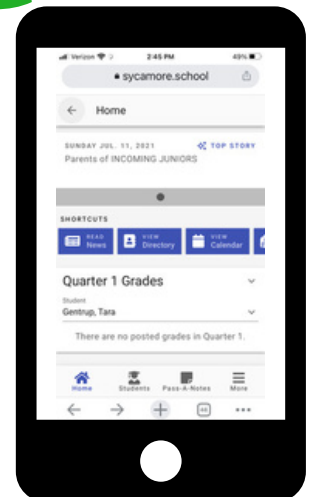 Verizon 2:45 PM 49%
sycamore.school
Home
SUNDAY JUL. 11, 2021 TOP STORY
Parents of INCOMING JUNIORS
SHORTCUTS
READ News VIEW Directory VIEW Calendar
Quarter 1 Grades
Student
Gentrup, Tara
There are no posted grades in Quarter 1.
Home Students Pass-A-Notes More